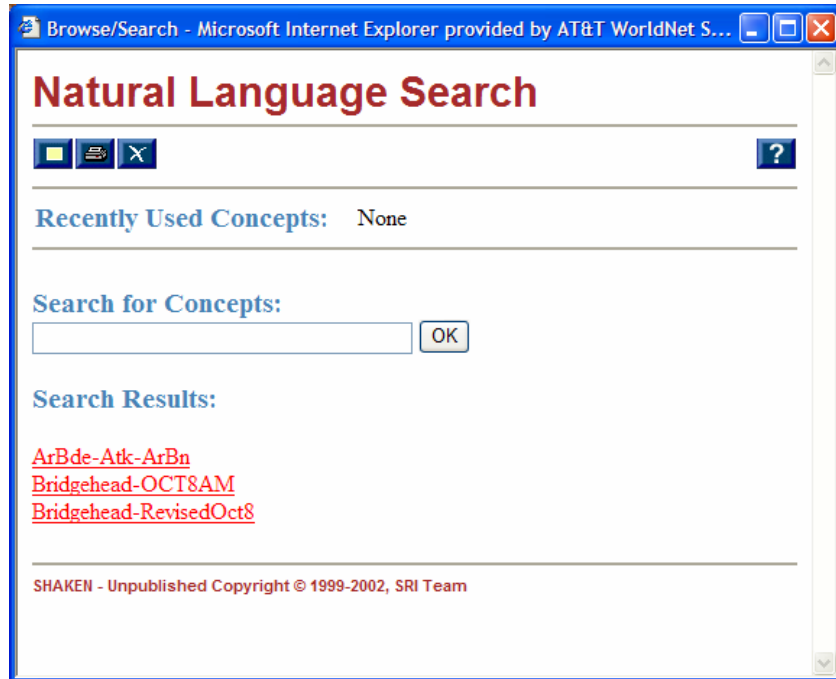 Browse/Search - Microsoft Internet Explorer provided by AT&T WorldNet S...
Natural Language Search
?
Recently Used Concepts: None
Search for Concepts:
OK
Search Results:
ArBde-Atk-ArBn
Bridgehead-OCT8AM
Bridgehead-RevisedOct8
SHAKEN - Unpublished Copyright © 1999-2002, SRI Team